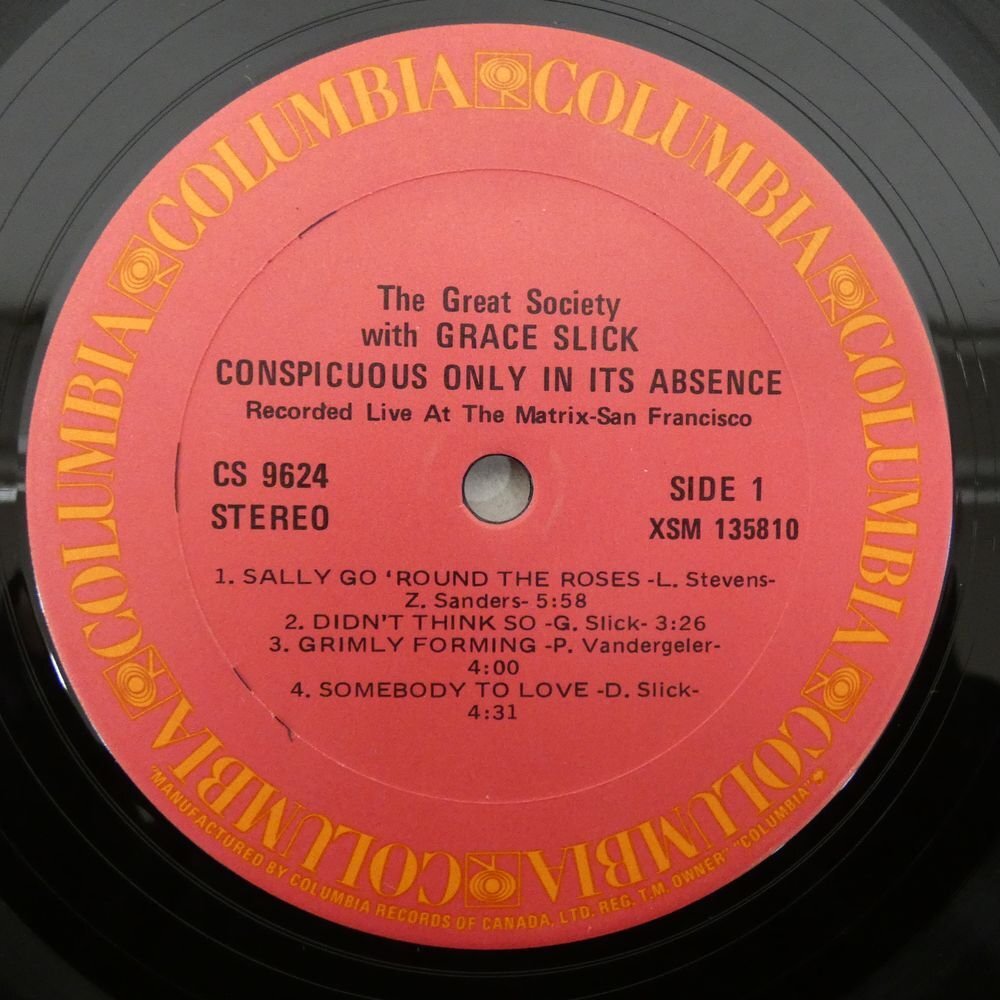 COLUMBIA COLUMBIA COLUMBIA COLUMBIA COLUMBIA COLUMBIA
The Great Society
with GRACE SLICK
CONSPICUOUS ONLY IN ITS ABSENCE
Recorded Live At The Matrix-San Francisco
CS 9624
STEREO
SIDE 1
XSM 135810
1. SALLY GO ‘ROUND THE ROSES -L. Stevens-
Z. Sanders- 5:58
2. DIDN'T THINK SO -G. Slick- 3:26
3. GRIMLY FORMING -P. Vandergeler-
4:00
4. SOMEBODY TO LOVE -D. Slick-
4:31
"MANUFACTURED BY COLUMBIA RECORDS OF CANADA, LTD. REG. T.M. OWNER" "COLUMBIA"